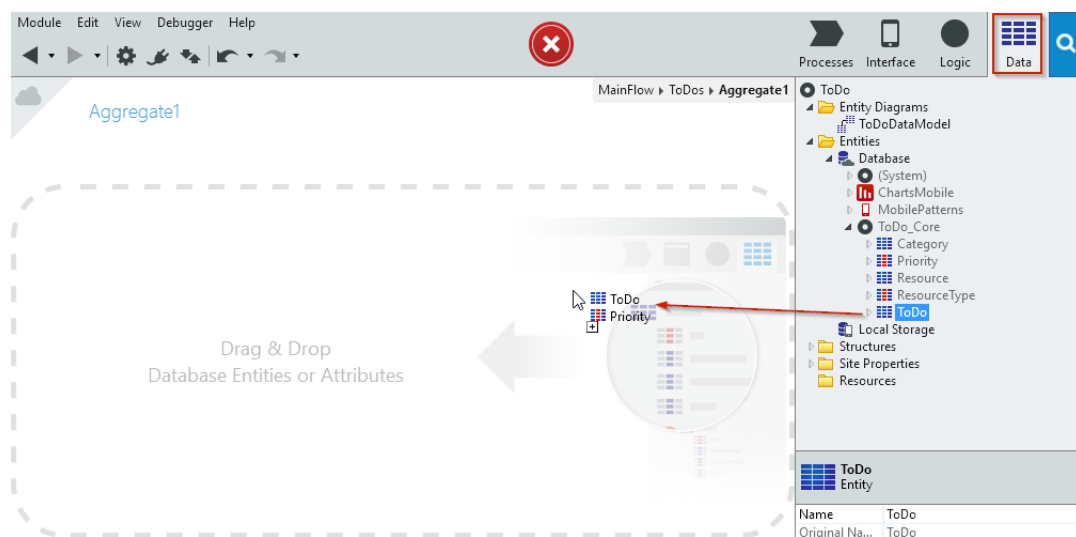 Module Edit View Debugger Help
Processes Interface Logic Data
MainFlow ▸ ToDos ▸ Aggregate1
Aggregate1
Drag & Drop
Database Entities or Attributes
ToDo
Priority
ToDo
Entity Diagrams
ToDoDataModel
Entities
Database
(System)
ChartsMobile
MobilePatterns
ToDo_Core
Category
Priority
Resource
ResourceType
ToDo
Local Storage
Structures
Site Properties
Resources
ToDo
Entity
Name ToDo
Original Na... ToDo